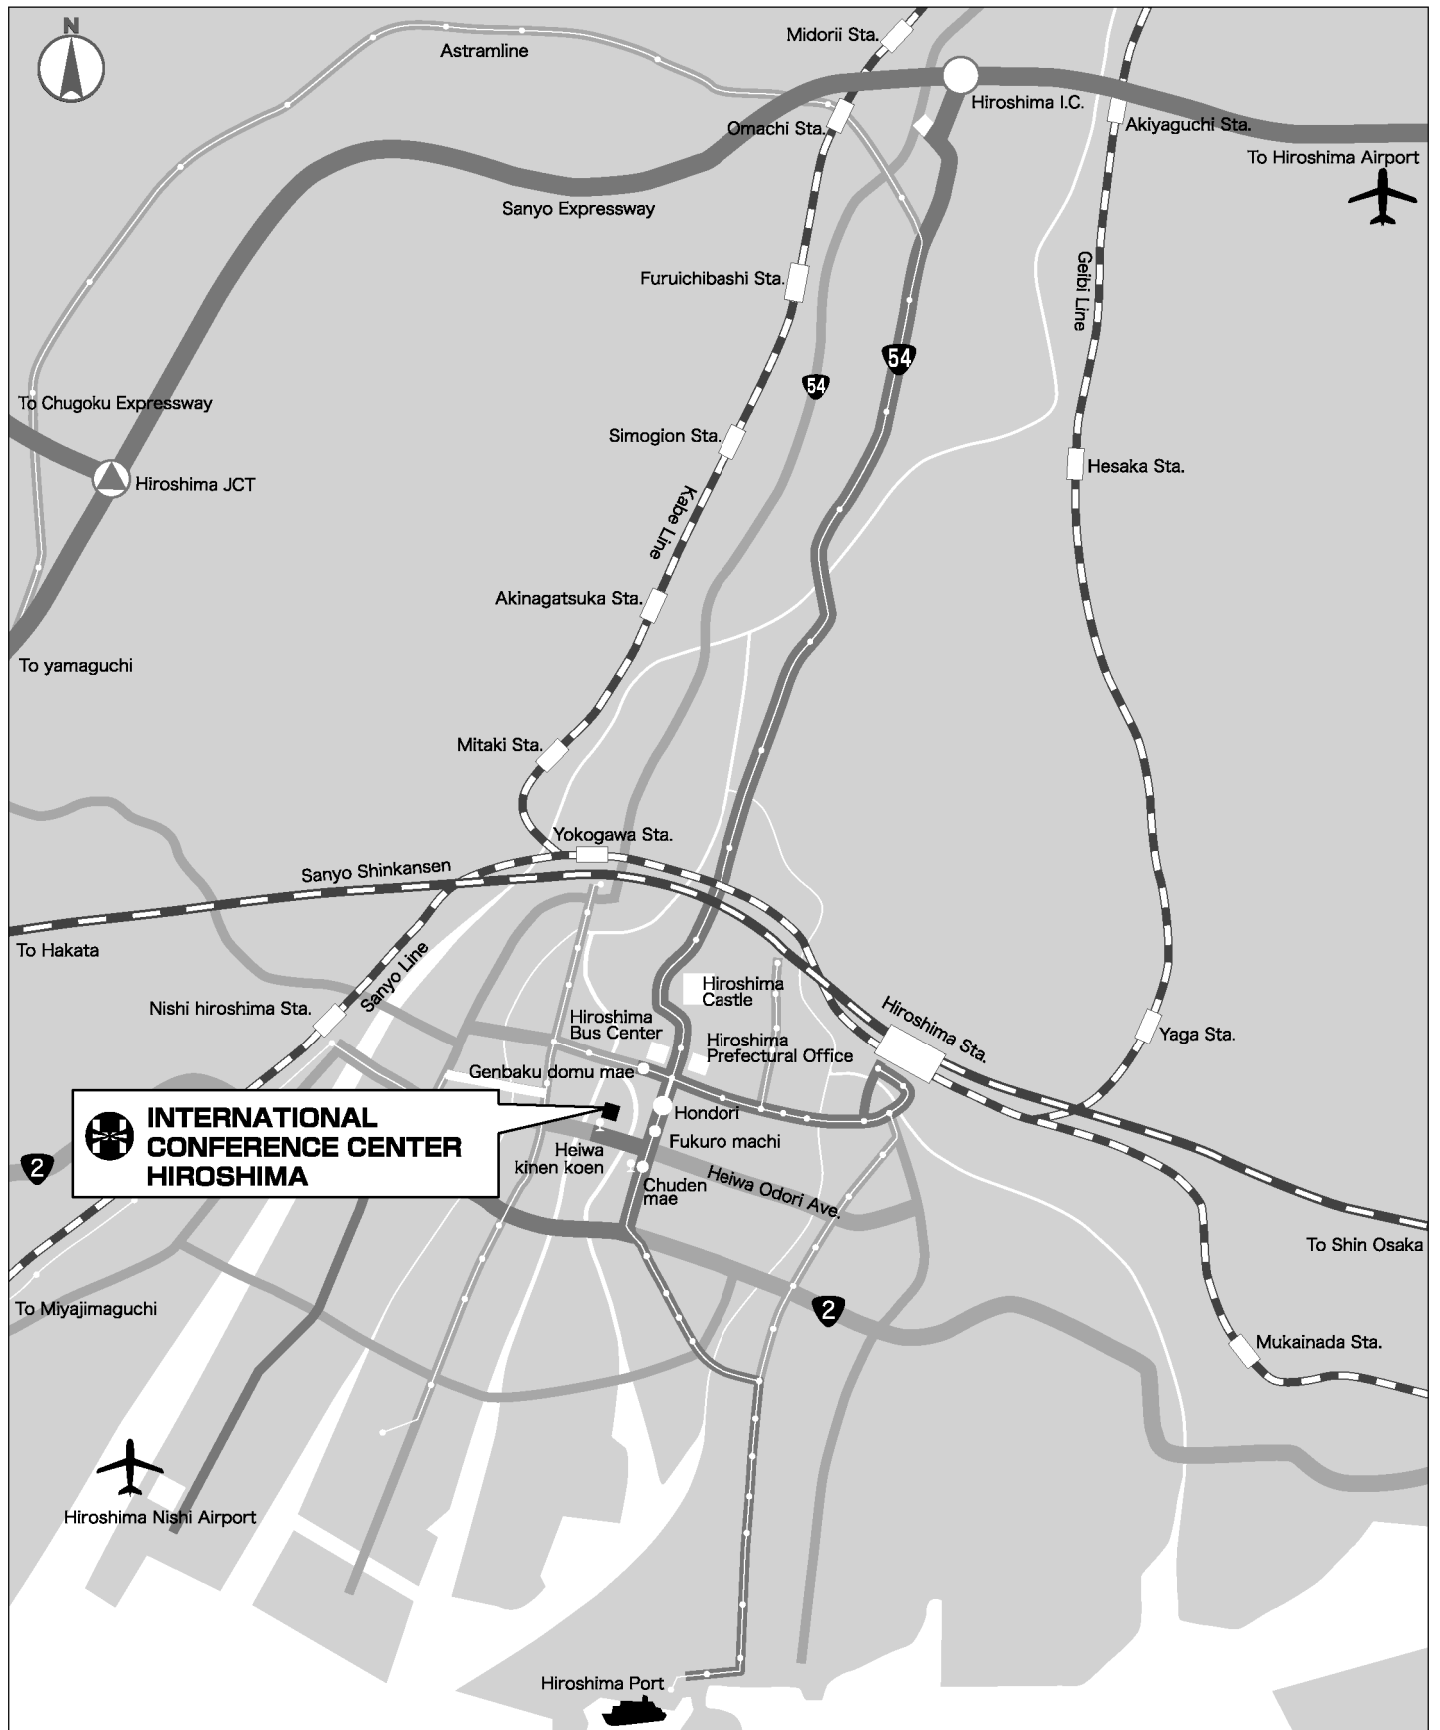 N
Midorii Sta.
Astramline
Hiroshima I.C.
Omachi Sta.
Akiyaguchi Sta.
To Hiroshima Airport
Sanyo Expressway
Furuichibashi Sta.
Geibi Line
54
54
To Chugoku Expressway
Simogion Sta.
Hesaka Sta.
Hiroshima JCT
Kabe Line
Akinagatsuka Sta.
To yamaguchi
Mitaki Sta.
Yokogawa Sta.
Sanyo Shinkansen
To Hakata
Sanyo Line
Hiroshima
Castle
Nishi hiroshima Sta.
Hiroshima
Bus Center
Hiroshima Sta.
Hiroshima
Prefectural Office
Yaga Sta.
Genbaku domu mae
INTERNATIONAL
CONFERENCE CENTER
HIROSHIMA
Hondori
Fukuro machi
2
Heiwa
kinen koen
Heiwa Odori Ave.
Chuden
mae
To Shin Osaka
To Miyajimaguchi
2
Mukainada Sta.
Hiroshima Nishi Airport
Hiroshima Port